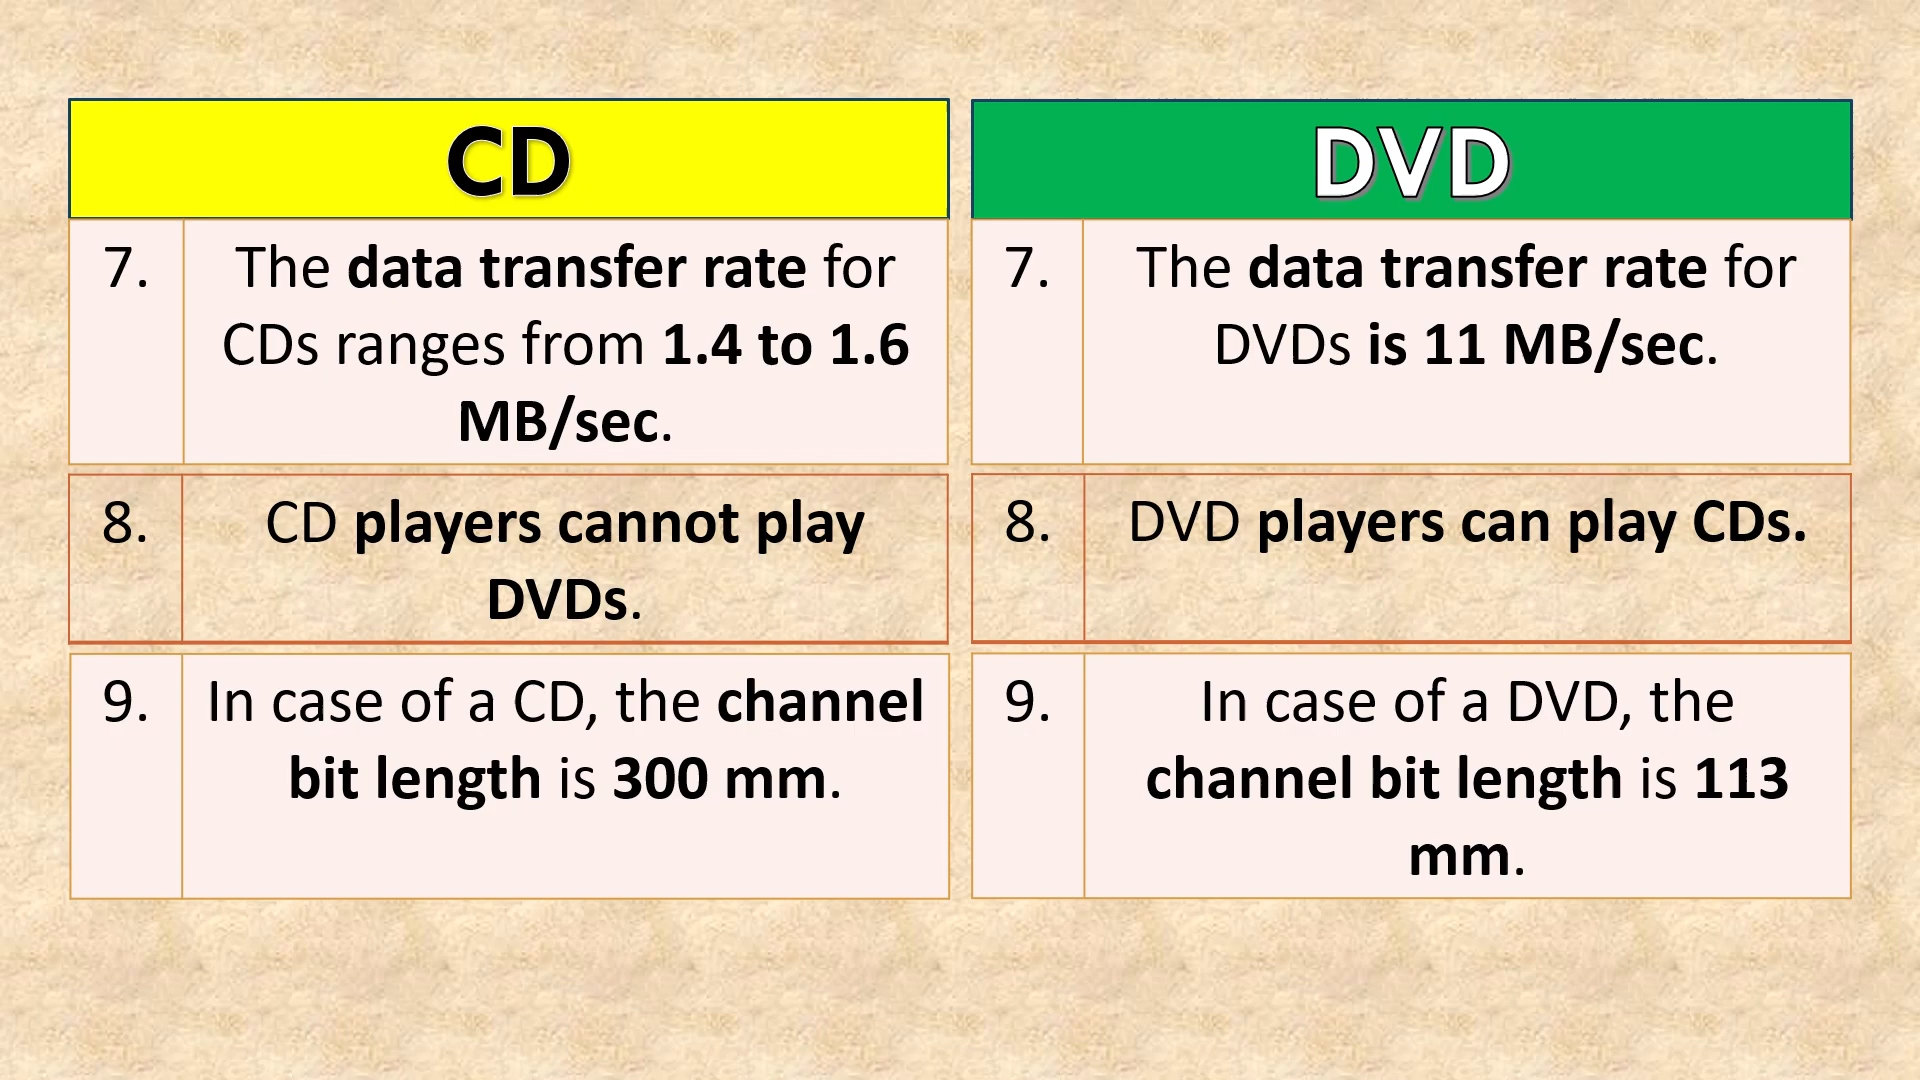 CD
7.
The data transfer rate for
CDs ranges from 1.4 to 1.6
MB/sec.
8.
CD players cannot play
DVDs.
9.
In case of a CD, the channel
bit length is 300 mm.
DVD
7.
The data transfer rate for
DVDs is 11 MB/sec.
8.
DVD players can play CDs.
9.
In case of a DVD, the
channel bit length is 113
mm.